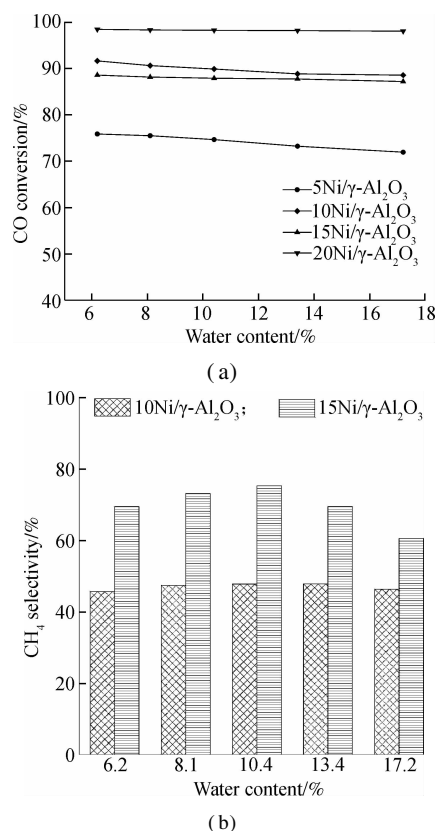 100
90
80
70
60
50
40
CO conversion/%
5Ni/γ-Al₂O₃
10Ni/γ-Al₂O₃
15Ni/γ-Al₂O₃
20Ni/γ-Al₂O₃
6 8 10 12 14 16 18
Water content/%
(a)
100
80
60
40
20
0
CH₄ selectivity/%
10Ni/γ-Al₂O₃; 15Ni/γ-Al₂O₃
6.2 8.1 10.4 13.4 17.2
Water content/%
(b)